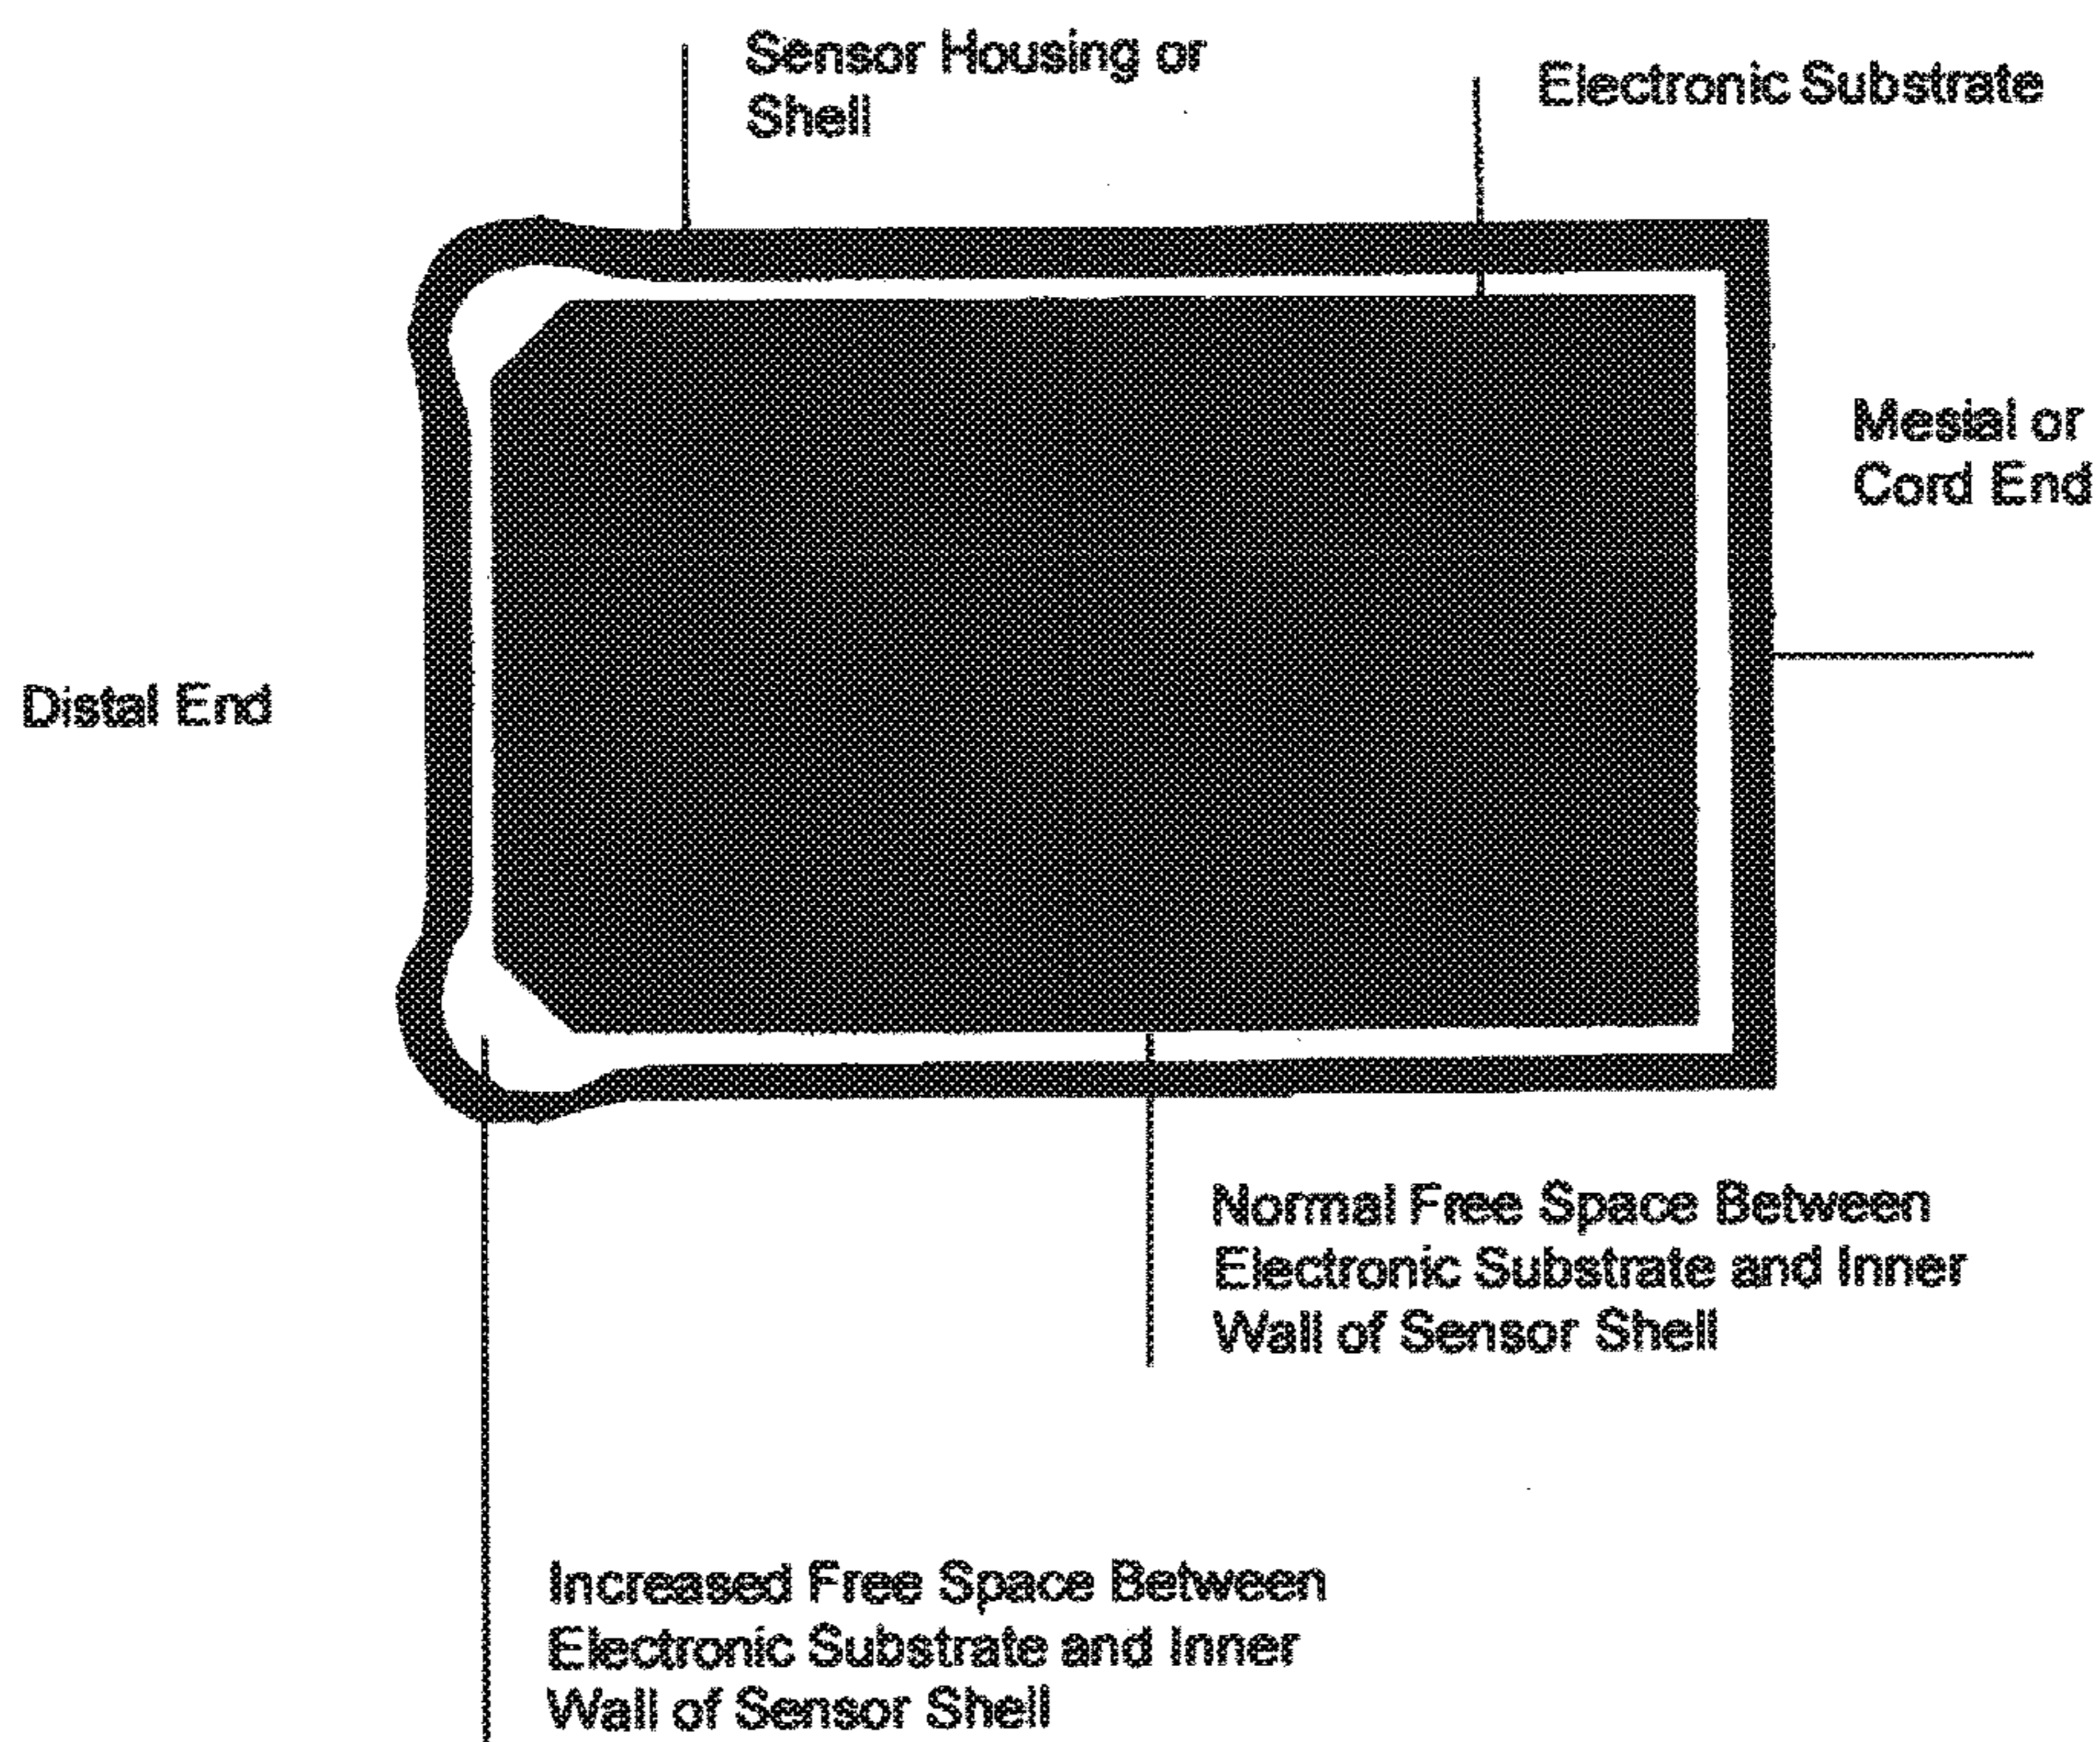 Sensor Housing or
Shell
Electronic Substrate
Mesial or
Cord End
Distal End
Normal Free Space Between
Electronic Substrate and Inner
Wall of Sensor Shell
Increased Free Space Between
Electronic Substrate and Inner
Wall of Sensor Shell